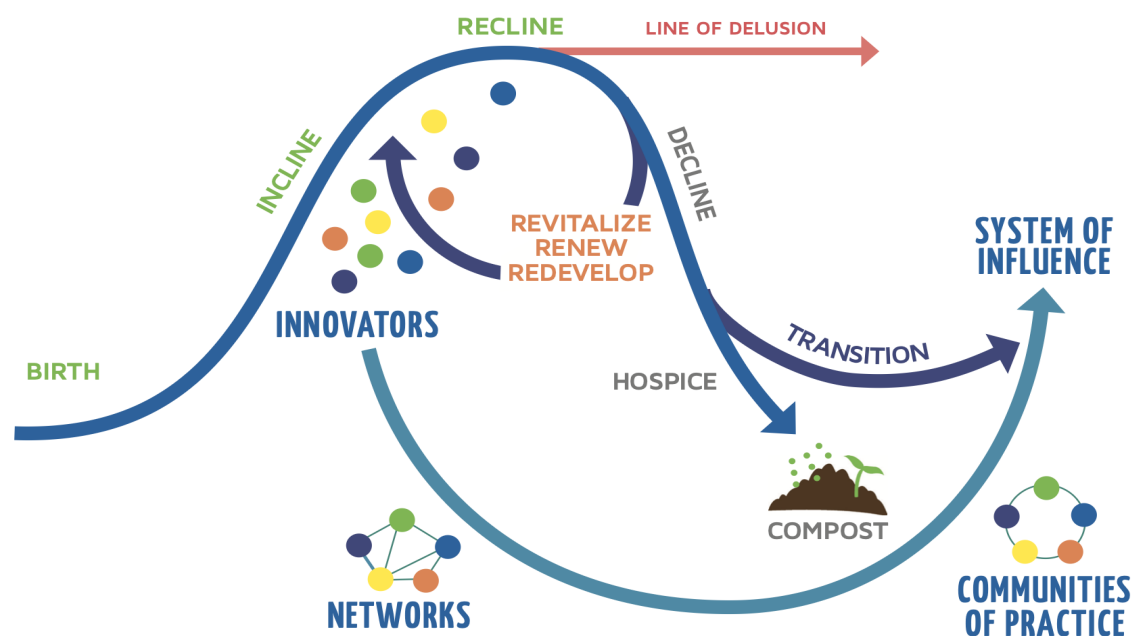 RECLINE
LINE OF DELUSION
INCLINE
DECLINE
REVITALIZE
RENEW
REDEVELOP
SYSTEM OF
INFLUENCE
INNOVATORS
TRANSITION
BIRTH
HOSPICE
COMPOST
NETWORKS
COMMUNITIES
OF PRACTICE